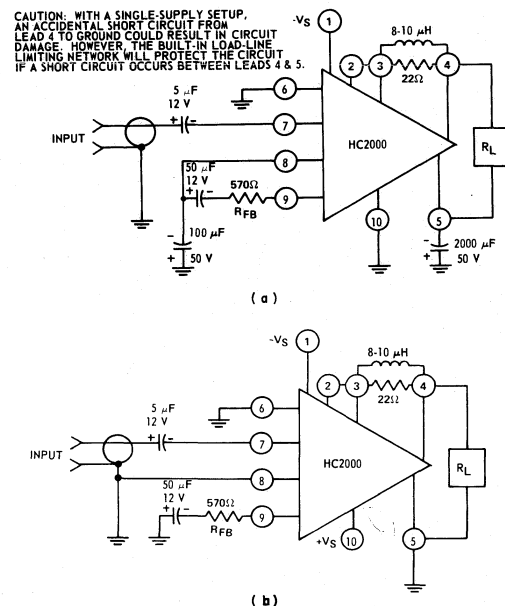 CAUTION: WITH A SINGLE-SUPPLY SETUP,
AN ACCIDENTAL SHORT CIRCUIT FROM
LEAD 4 TO GROUND COULD RESULT IN CIRCUIT
DAMAGE. HOWEVER, THE BUILT-IN LOAD-LINE
LIMITING NETWORK WILL PROTECT THE CIRCUIT
IF A SHORT CIRCUIT OCCURS BETWEEN LEADS 4 & 5.
-VS 1
8-10 µH
2 3 4
22Ω
6
5 µF
12 V
+ -
7
INPUT
HC2000
RL
8
50 µF
12 V
+ -
570Ω
RFB
9
10
5
-
+
100 µF
50 V
-
+
2000 µF
50 V
(a)
-VS 1
8-10 µH
2 3 4
22Ω
6
5 µF
12 V
+ -
7
INPUT
HC2000
RL
8
50 µF
12 V
+ -
570Ω
RFB
9
+VS 10
5
(b)